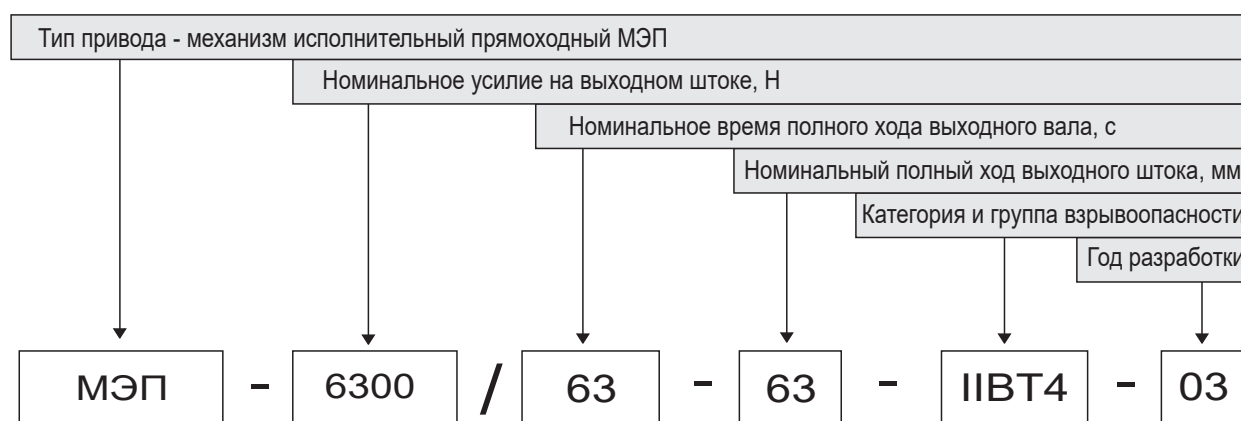 Тип привода - механизм исполнительный прямоходный МЭП
Номинальное усилие на выходном штоке, Н
Номинальное время полного хода выходного вала, с
Номинальный полный ход выходного штока, мм
Категория и группа взрывоопасности
Год разработки
МЭП - 6300 / 63 - 63 - IIВТ4 - 03